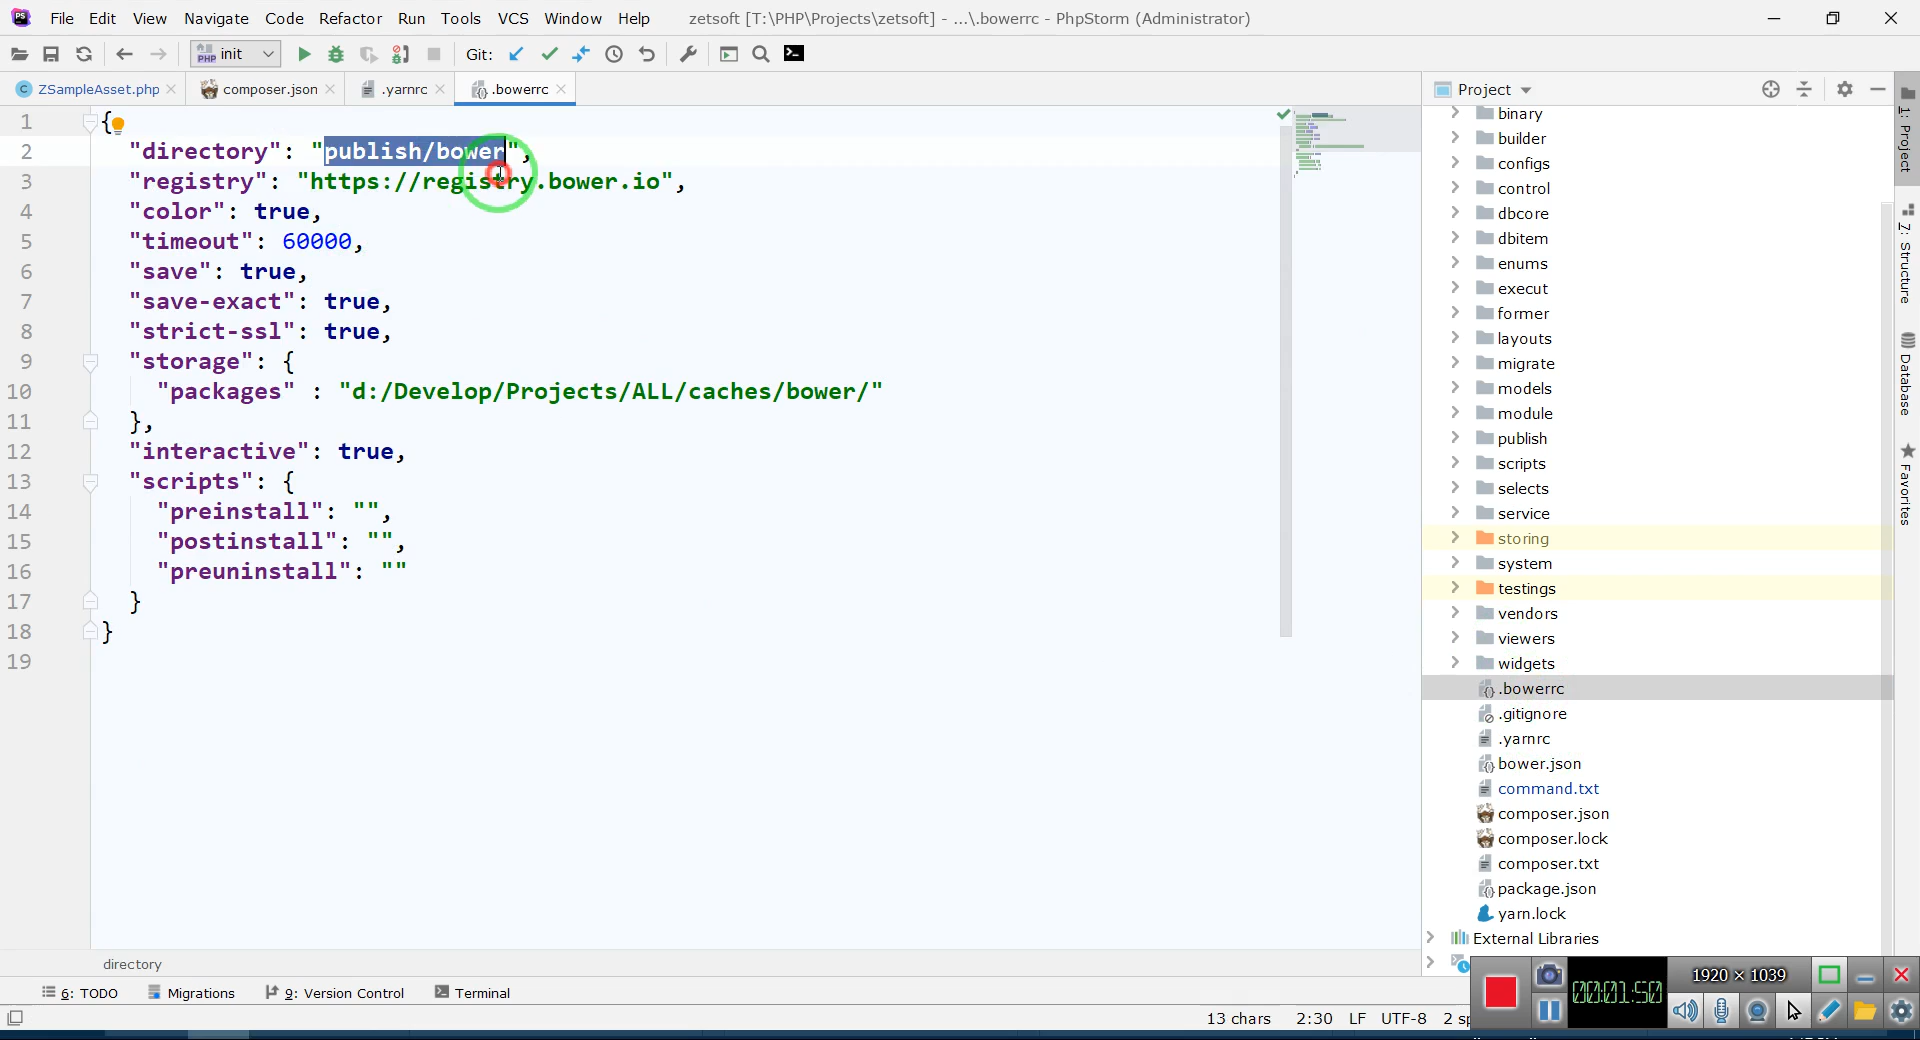 File Edit View Navigate Code Refactor Run Tools VCS Window Help zetsoft [T:\PHP\Projects\zetsoft] - ...\.bowerrc - PhpStorm (Administrator)
init Git:
ZSampleAsset.php composer.json .yarnrc .bowerrc
1 {
2 "directory": "publish/bower",
3 "registry": "https://registry.bower.io",
4 "color": true,
5 "timeout": 60000,
6 "save": true,
7 "save-exact": true,
8 "strict-ssl": true,
9 "storage": {
10 "packages" : "d:/Develop/Projects/ALL/caches/bower/"
11 },
12 "interactive": true,
13 "scripts": {
14 "preinstall": "",
15 "postinstall": "",
16 "preuninstall": ""
17 }
18 }
19
directory
Project
binary
builder
configs
control
dbcore
dbitem
enums
execut
former
layouts
migrate
models
module
publish
scripts
selects
service
storing
system
testings
vendors
viewers
widgets
.bowerrc
.gitignore
.yarnrc
bower.json
command.txt
composer.json
composer.lock
composer.txt
package.json
yarn.lock
External Libraries
1: Project
7: Structure
Database
Favorites
6: TODO Migrations 9: Version Control Terminal
13 chars 2:30 LF UTF-8 2 sp
00:01:50
1920 × 1039